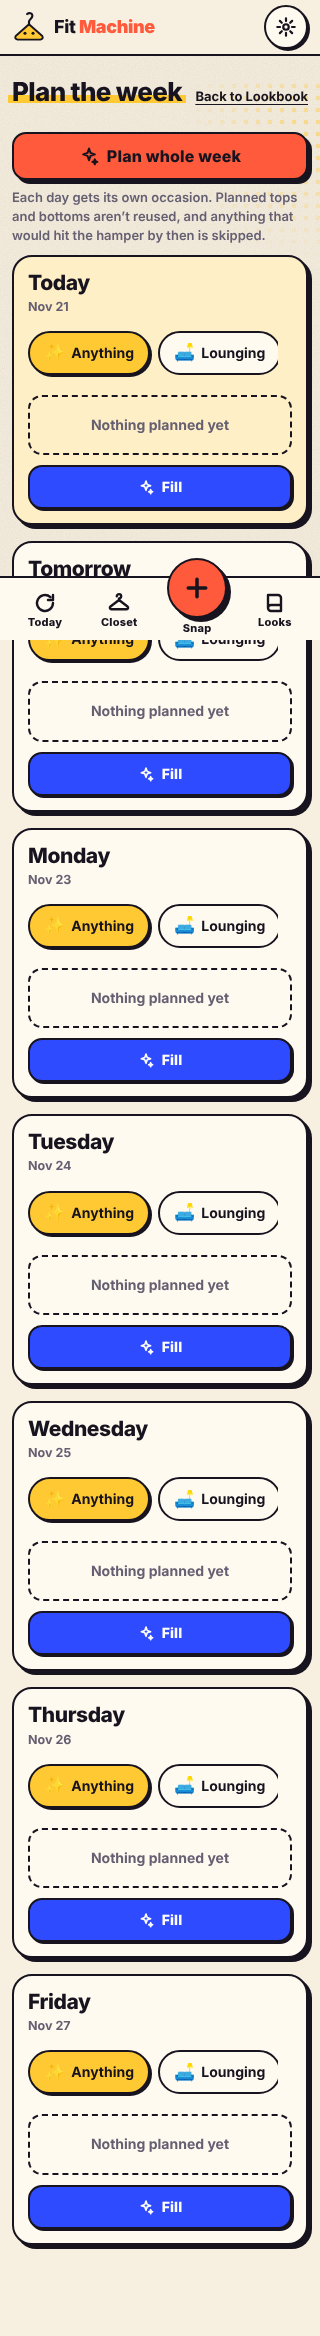 Fit Machine
Plan the week
Back to Lookbook
Plan whole week
Each day gets its own occasion. Planned tops
and bottoms aren’t reused, and anything that
would hit the hamper by then is skipped.
Today
Nov 21
Anything
Lounging
Nothing planned yet
Fill
Tomorrow
Today
Closet
Snap
Looks
Anything
Lounging
Nothing planned yet
Fill
Monday
Nov 23
Anything
Lounging
Nothing planned yet
Fill
Tuesday
Nov 24
Anything
Lounging
Nothing planned yet
Fill
Wednesday
Nov 25
Anything
Lounging
Nothing planned yet
Fill
Thursday
Nov 26
Anything
Lounging
Nothing planned yet
Fill
Friday
Nov 27
Anything
Lounging
Nothing planned yet
Fill